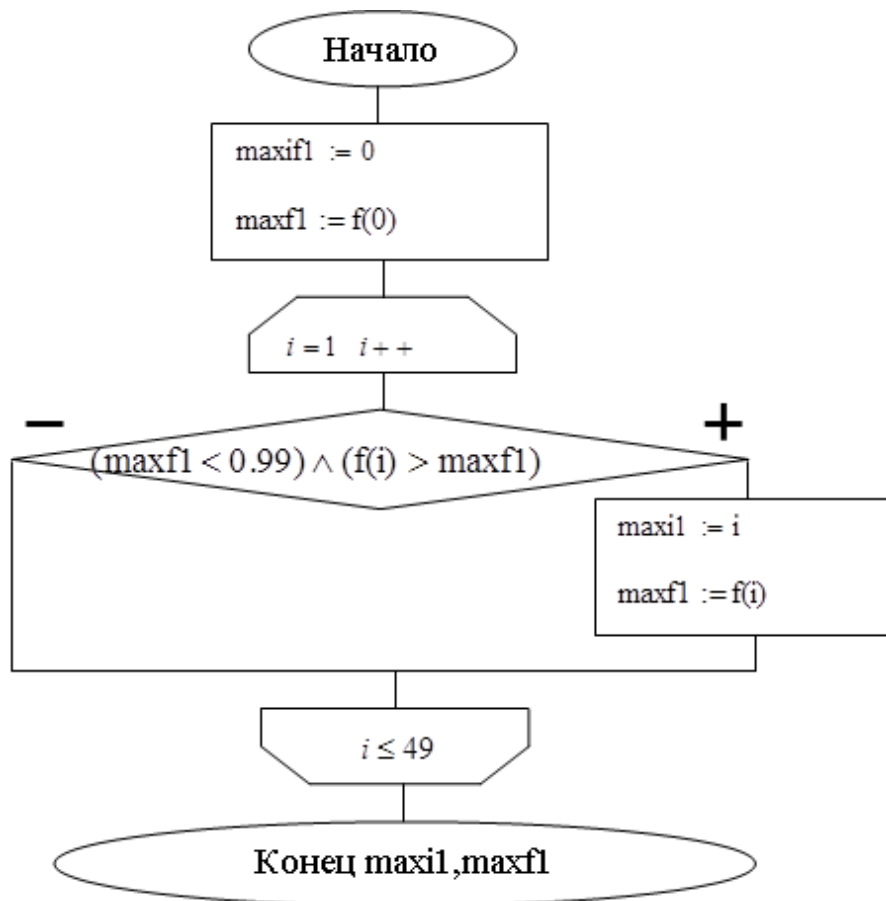 Начало
maxif1 := 0
maxf1 := f(0)
i = 1 i + +
− +
(maxf1 < 0.99) ∧ (f(i) > maxf1)
maxi1 := i
maxf1 := f(i)
i ≤ 49
Конец maxi1,maxf1